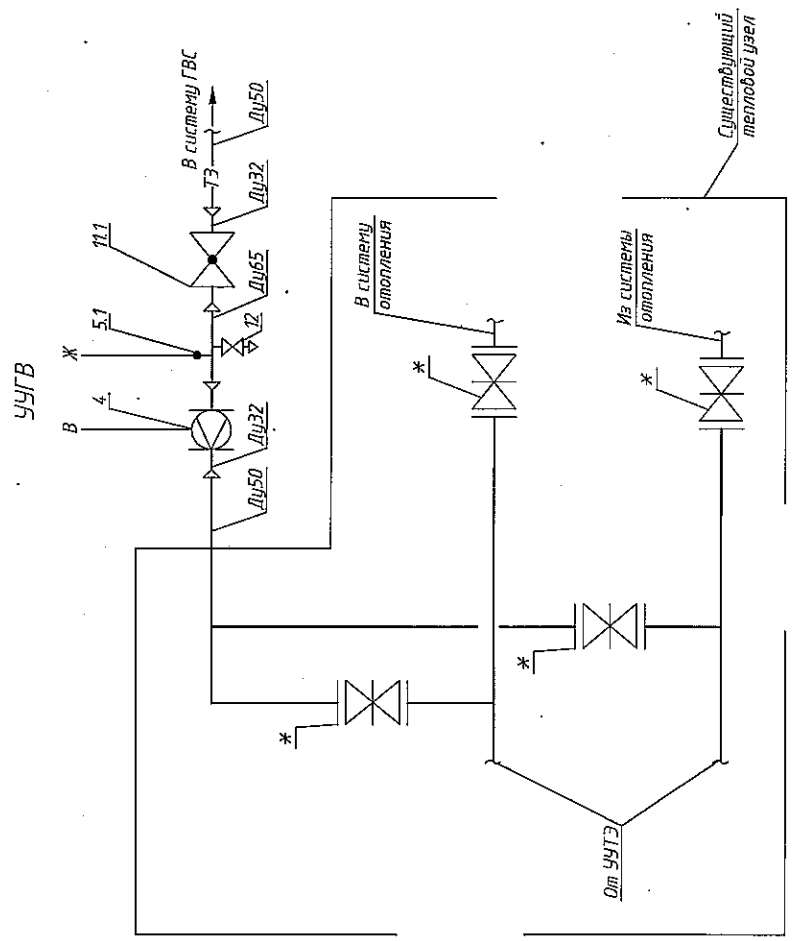 УУГВ
В
4
Ж
5.1
11.1
12
В систему ГВС
Т3
Ду50
Ду32
Ду65
Ду32
Ду50
Существующий
тепловой узел
В систему
отопления
Из системы
отопления
*
*
*
*
От УУТЭ